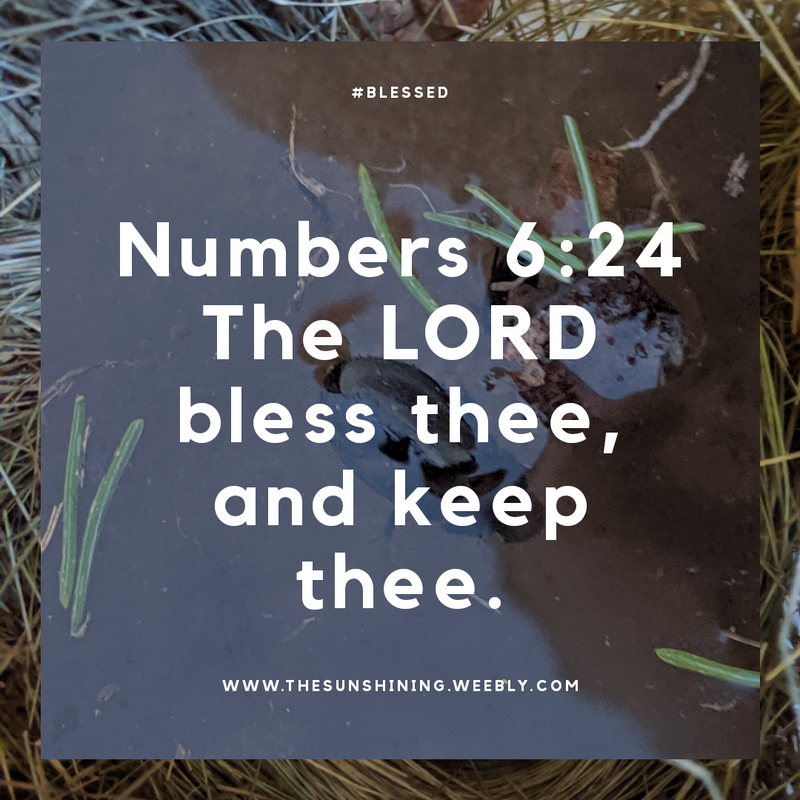 #BLESSED
Numbers 6:24
The LORD
bless thee,
and keep
thee.
WWW.THESUNSHINING.WEEBLY.COM